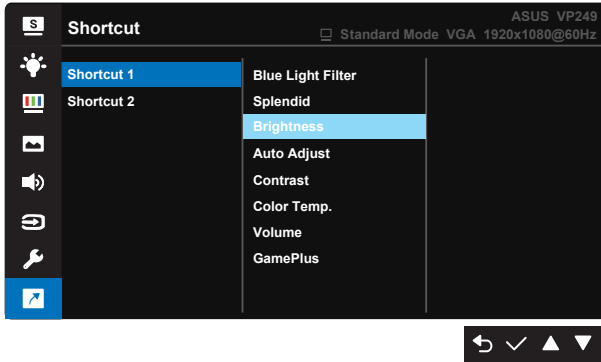 S
Shortcut
ASUS VP249
Standard Mode VGA 1920x1080@60Hz
Shortcut 1
Shortcut 2
Blue Light Filter
Splendid
Brightness
Auto Adjust
Contrast
Color Temp.
Volume
GamePlus